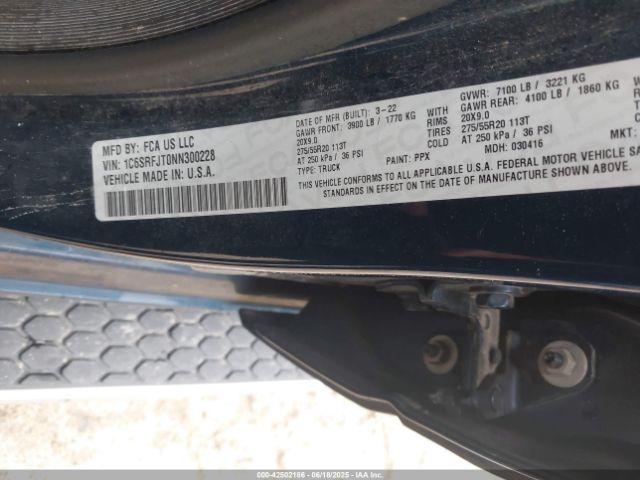 MFD BY: FCA US LLC
VIN: 1C6SRFJT0NN300228
VEHICLE MADE IN: U.S.A.
DATE OF MFR (BUILT): 3-22
GAWR FRONT: 3900 LB / 1770 KG
20X9.0
275/55R20 113T
AT 250 kPa / 36 PSI
TYPE: TRUCK
COLOR: PPX
WITH
TIRES
RIMS
AT
COLD
GVWR: 7100 LB / 3221 KG
GAWR REAR: 4100 LB / 1860 KG
20X9.0
275/55R20 113T
AT 250 kPa / 36 PSI
MDH: 030416
MKT:
VEHICLE CONFORMS TO ALL APPLICABLE U.S.A. FEDERAL MOTOR VEHICLE
STANDARDS IN EFFECT ON THE DATE OF MANUFACTURE SHOWN ABOVE.
000-42502186 - 06/18/2025 - IAA Inc.